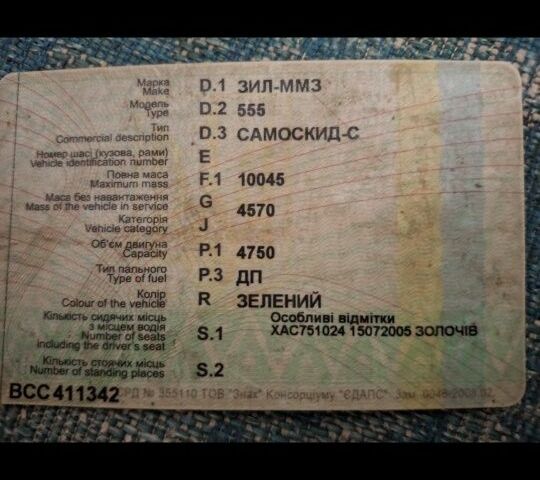 Марка D.1 ЗИЛ-ММЗ
Make
Модель D.2 555
Type
Тип D.3 САМОСКИД-С
Commercial description
Номер шасі (кузова, рами) E
Vehicle identification number
Повна маса F.1 10045
Maximum mass
Маса без навантаження G 4570
Mass of the vehicle in service
Категорія J
Vehicle category
Об'єм двигуна P.1 4750
Capacity
Тип пального P.3 ДП
Type of fuel
Колір R ЗЕЛЕНИЙ
Colour of the vehicle
Кількість сидячих місць Особливі відмітки
з місцем водія S.1 ХАС751024 15072005 ЗОЛОЧІВ
Number of seats
including the driver's seat
Кількість стоячих місць S.2
Number of standing places
ВСС 411342 № 355110 ТОВ "Знак" Консорціуму "ЄДАПС" Зам.